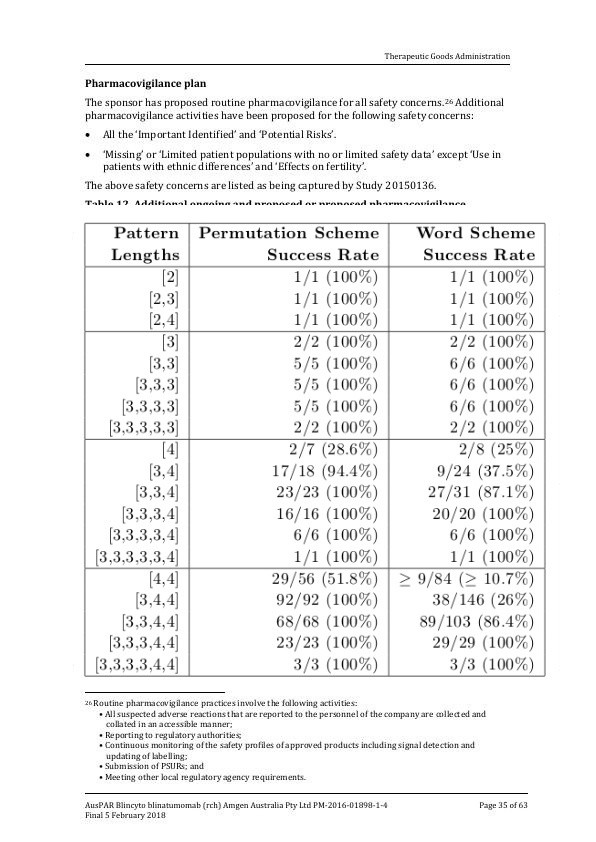 Therapeutic Goods Administration
Pharmacovigilance plan
The sponsor has proposed routine pharmacovigilance for all safety concerns.26 Additional
pharmacovigilance activities have been proposed for the following safety concerns:
• All the ‘Important Identified’ and ‘Potential Risks’.
• ‘Missing’ or ‘Limited patient populations with no or limited safety data’ except ‘Use in
patients with ethnic differences’ and ‘Effects on fertility’.
The above safety concerns are listed as being captured by Study 20150136.
Table 12. Additional ongoing and proposed or proposed pharmacovigilance
Pattern Permutation Scheme Word Scheme
Lengths Success Rate Success Rate
[2] 1/1 (100%) 1/1 (100%)
[2,3] 1/1 (100%) 1/1 (100%)
[2,4] 1/1 (100%) 1/1 (100%)
[3] 2/2 (100%) 2/2 (100%)
[3,3] 5/5 (100%) 6/6 (100%)
[3,3,3] 5/5 (100%) 6/6 (100%)
[3,3,3,3] 5/5 (100%) 6/6 (100%)
[3,3,3,3,3] 2/2 (100%) 2/2 (100%)
[4] 2/7 (28.6%) 2/8 (25%)
[3,4] 17/18 (94.4%) 9/24 (37.5%)
[3,3,4] 23/23 (100%) 27/31 (87.1%)
[3,3,3,4] 16/16 (100%) 20/20 (100%)
[3,3,3,3,4] 6/6 (100%) 6/6 (100%)
[3,3,3,3,3,4] 1/1 (100%) 1/1 (100%)
[4,4] 29/56 (51.8%) ≥ 9/84 (≥ 10.7%)
[3,4,4] 92/92 (100%) 38/146 (26%)
[3,3,4,4] 68/68 (100%) 89/103 (86.4%)
[3,3,3,4,4] 23/23 (100%) 29/29 (100%)
[3,3,3,3,4,4] 3/3 (100%) 3/3 (100%)
26 Routine pharmacovigilance practices involve the following activities:
• All suspected adverse reactions that are reported to the personnel of the company are collected and
collated in an accessible manner;
• Reporting to regulatory authorities;
• Continuous monitoring of the safety profiles of approved products including signal detection and
updating of labelling;
• Submission of PSURs; and
• Meeting other local regulatory agency requirements.
AusPAR Blincyto blinatumomab (rch) Amgen Australia Pty Ltd PM-2016-01898-1-4 Page 35 of 63
Final 5 February 2018